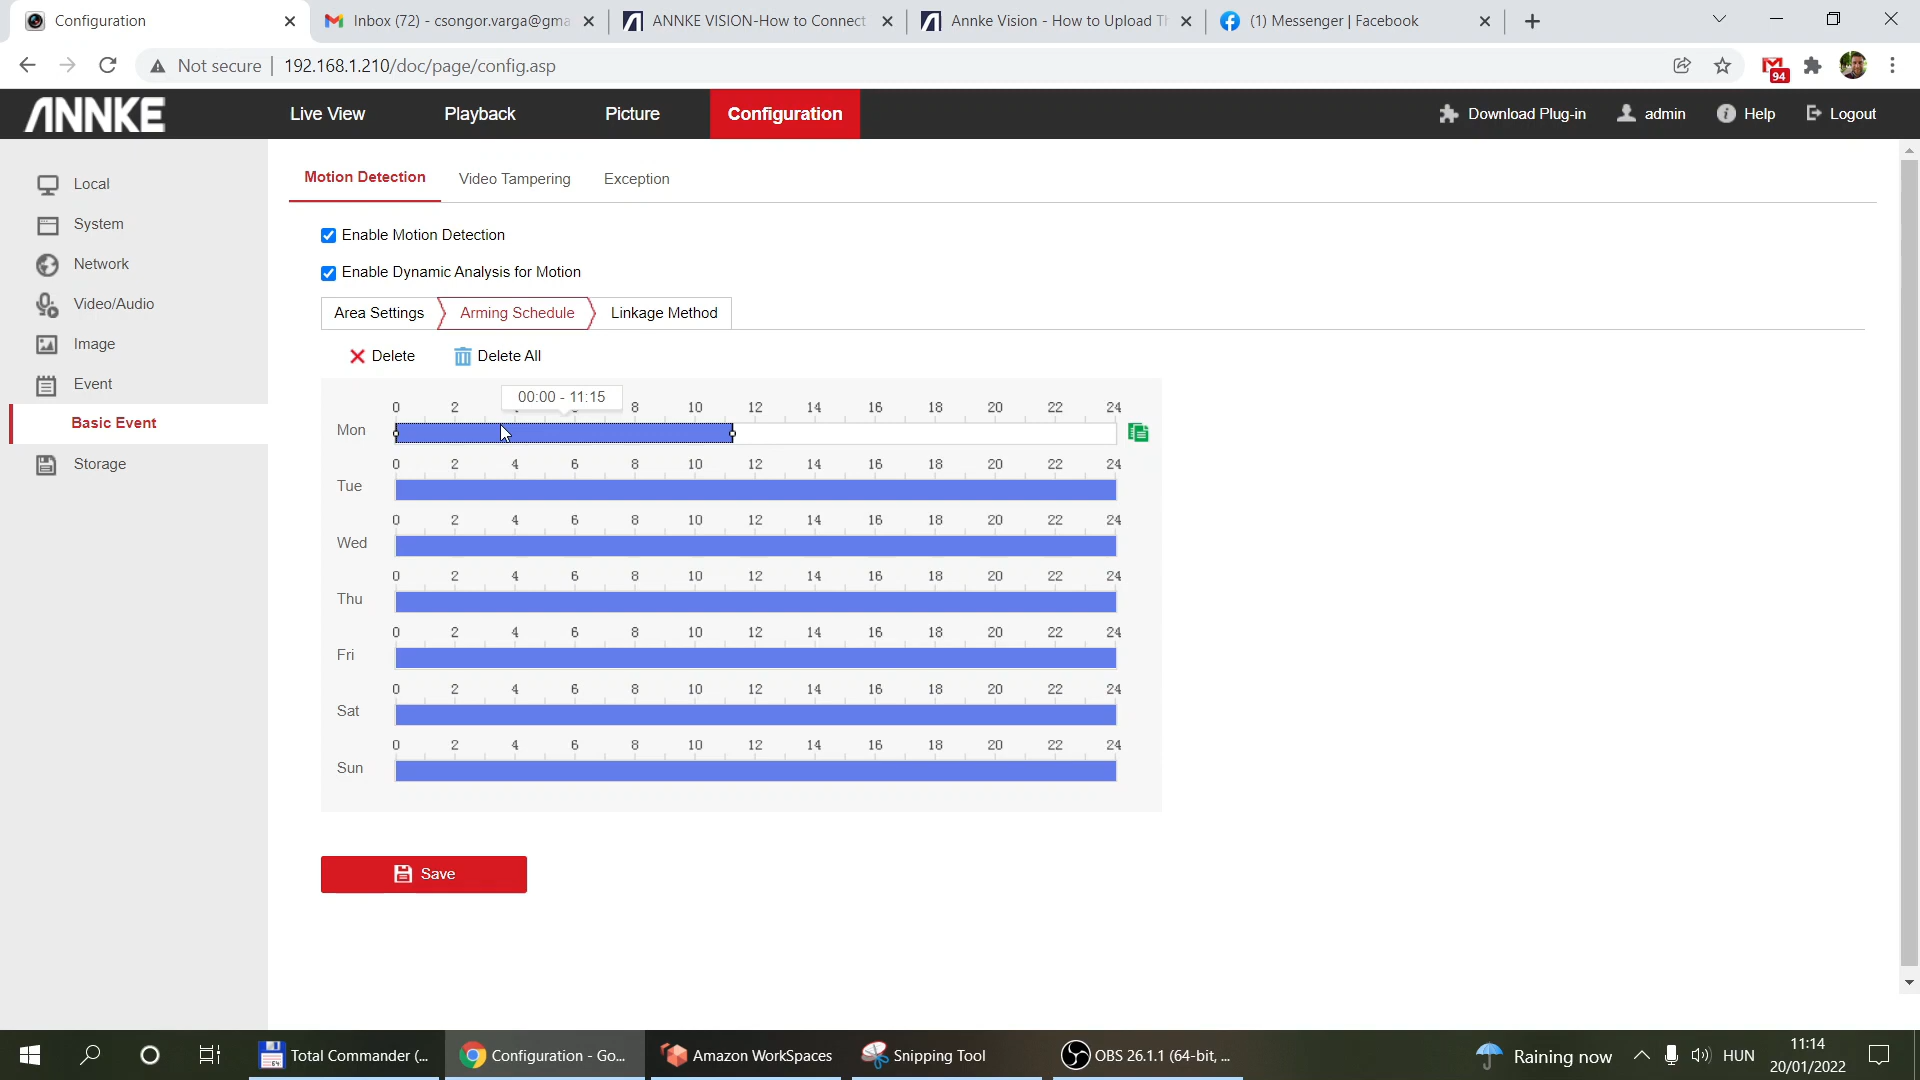 Configuration
Inbox (72) - csongor.varga@gma
ANNKE VISION-How to Connect
Annke Vision - How to Upload Th
(1) Messenger | Facebook
Not secure | 192.168.1.210/doc/page/config.asp
94
ANNKE
Live View
Playback
Picture
Configuration
Download Plug-in
admin
Help
Logout
Local
System
Network
Video/Audio
Image
Event
Basic Event
Storage
Motion Detection
Video Tampering
Exception
Enable Motion Detection
Enable Dynamic Analysis for Motion
Area Settings
Arming Schedule
Linkage Method
Delete
Delete All
00:00 - 11:15
0 2 8 10 12 14 16 18 20 22 24
Mon
0 2 4 6 8 10 12 14 16 18 20 22 24
Tue
0 2 4 6 8 10 12 14 16 18 20 22 24
Wed
0 2 4 6 8 10 12 14 16 18 20 22 24
Thu
0 2 4 6 8 10 12 14 16 18 20 22 24
Fri
0 2 4 6 8 10 12 14 16 18 20 22 24
Sat
0 2 4 6 8 10 12 14 16 18 20 22 24
Sun
Save
64
Total Commander (...
Configuration - Go...
Amazon WorkSpaces
Snipping Tool
OBS 26.1.1 (64-bit, ...
Raining now
HUN
11:14
20/01/2022